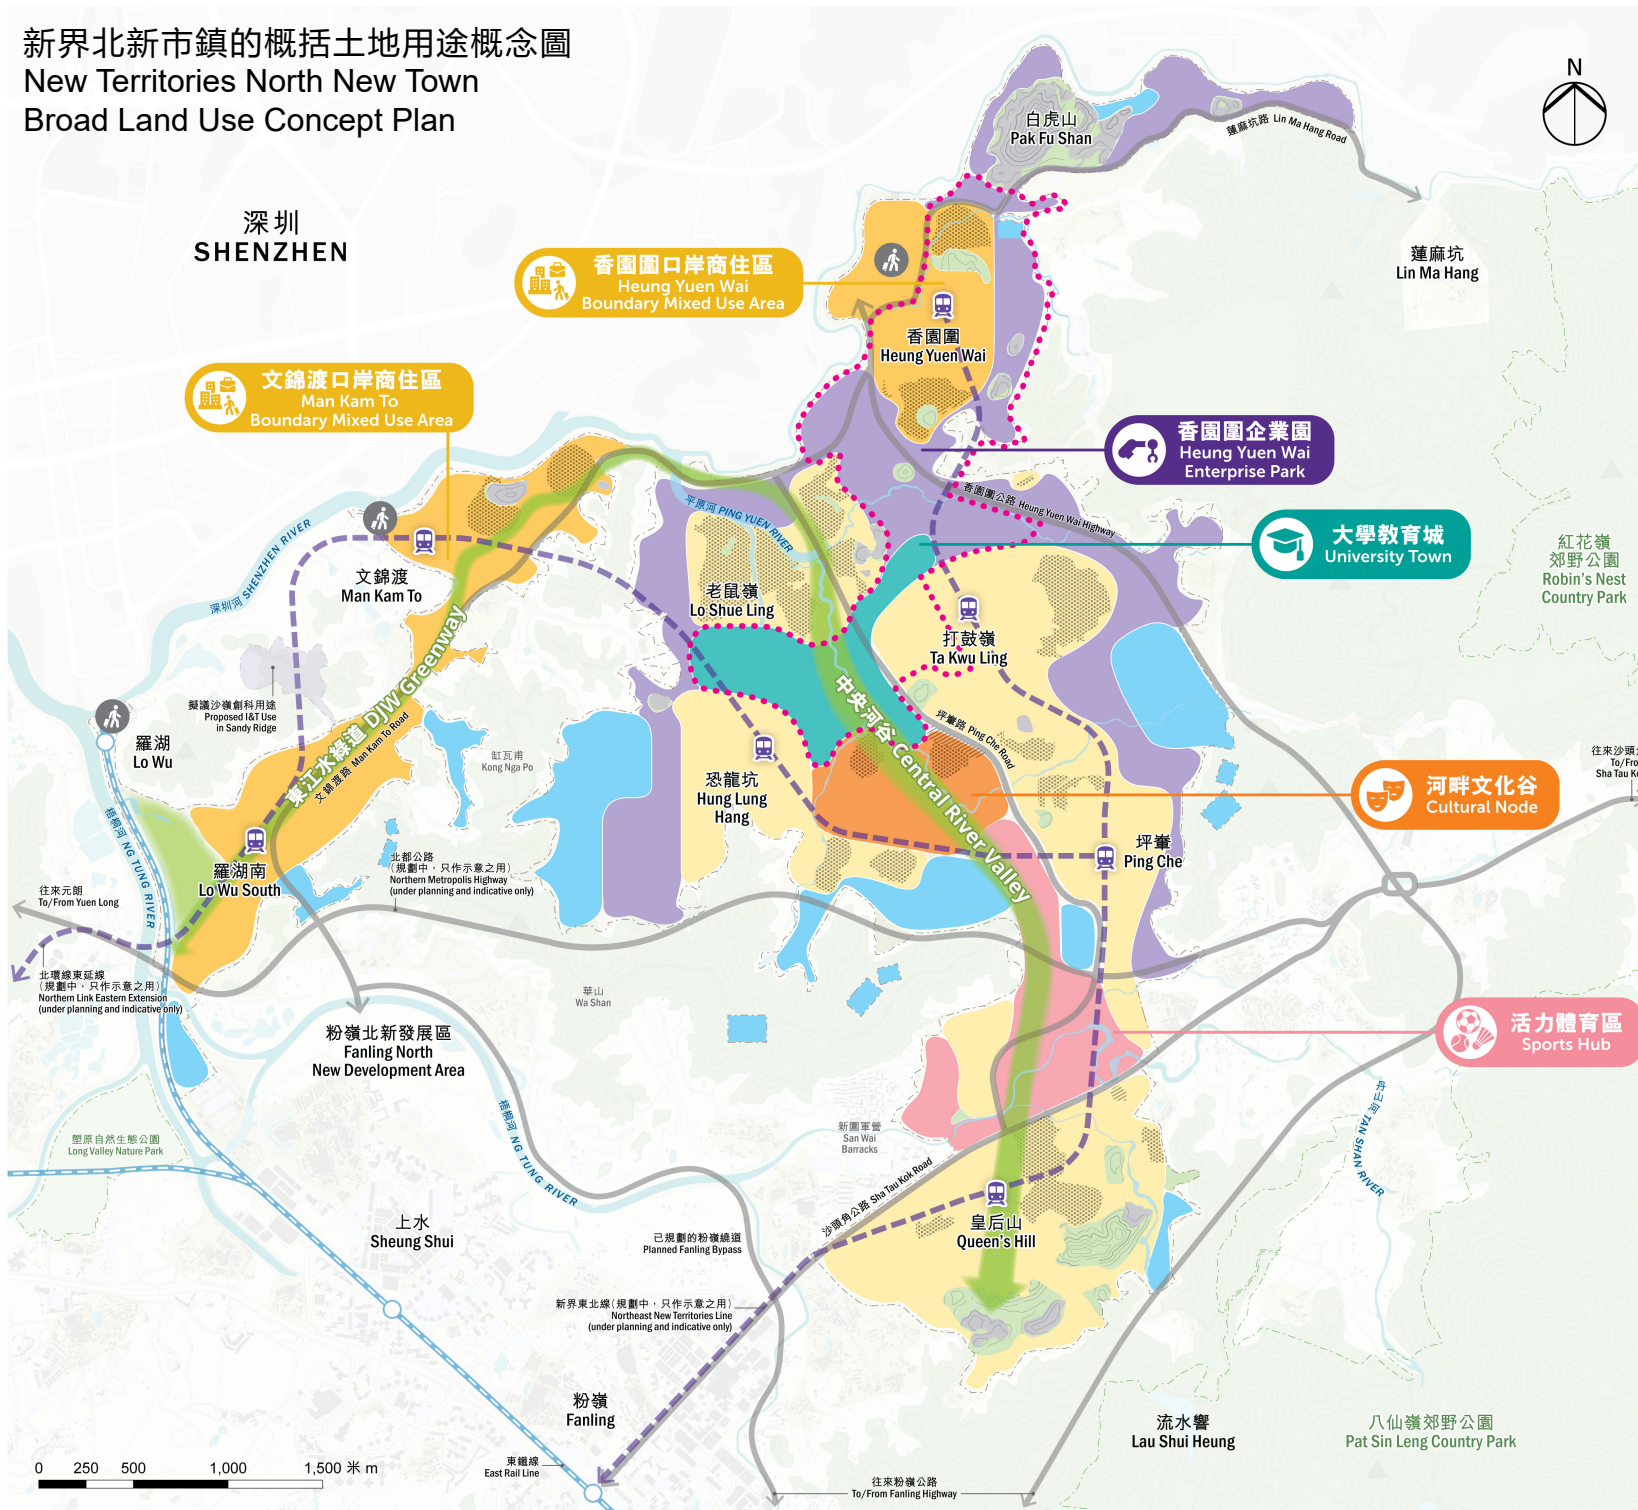 新界北新市鎮的概括土地用途概念圖
New Territories North New Town
Broad Land Use Concept Plan
N
白虎山
Pak Fu Shan
蓮麻坑路 Lin Ma Hang Road
深圳
SHENZHEN
蓮麻坑
Lin Ma Hang
香園圍口岸商住區
Heung Yuen Wai
Boundary Mixed Use Area
香園圍
Heung Yuen Wai
文錦渡口岸商住區
Man Kam To
Boundary Mixed Use Area
香園圍企業園
Heung Yuen Wai
Enterprise Park
香園圍公路 Heung Yuen Wai Highway
平原河 PING YUEN RIVER
深圳河 SHENZHEN RIVER
大學教育城
University Town
紅花嶺
郊野公園
Robin's Nest
Country Park
文錦渡
Man Kam To
老鼠嶺
Lo Shue Ling
打鼓嶺
Ta Kwu Ling
擬議沙嶺創科用途
Proposed I&T Use
in Sandy Ridge
東江水綠道 DJW Greenway
文錦渡路 Man Kam To Road
中央河谷 Central River Valley
坪輋路 Ping Che Road
羅湖
Lo Wu
缸瓦甫
Kong Nga Po
恐龍坑
Hung Lung
Hang
河畔文化谷
Cultural Node
往來沙頭
To/Fro
Sha Tau K
坪輋
Ping Che
梧桐河 NG TUNG RIVER
羅湖南
Lo Wu South
北都公路
(規劃中，只作示意之用)
Northern Metropolis Highway
(under planning and indicative only)
往來元朗
To/From Yuen Long
北環線東延線
(規劃中，只作示意之用)
Northern Link Eastern Extension
(under planning and indicative only)
華山
Wa Shan
粉嶺北新發展區
Fanling North
New Development Area
活力體育區
Sports Hub
塱原自然生態公園
Long Valley Nature Park
梧桐河 NG TUNG RIVER
新圍軍營
San Wai
Barracks
丹山河 TAN SHAN RIVER
沙頭角公路 Sha Tau Kok Road
上水
Sheung Shui
已規劃的粉嶺繞道
Planned Fanling Bypass
皇后山
Queen's Hill
新界東北線(規劃中，只作示意之用)
Northeast New Territories Line
(under planning and indicative only)
粉嶺
Fanling
流水響
Lau Shui Heung
八仙嶺郊野公園
Pat Sin Leng Country Park
東鐵線
East Rail Line
往來粉嶺公路
To/From Fanling Highway
0 250 500 1,000 1,500 米 m